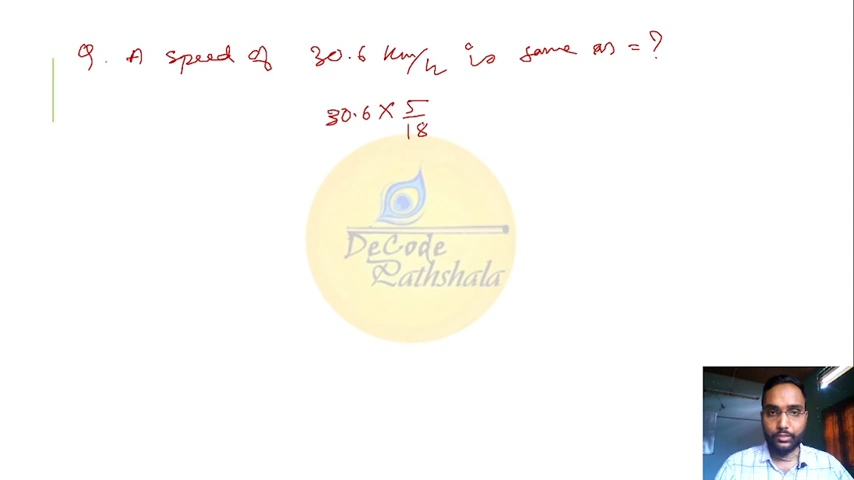 Q. A speed of 30.6 Km/h is same as = ?
30.6 × 5/18
DeCode
Pathshala